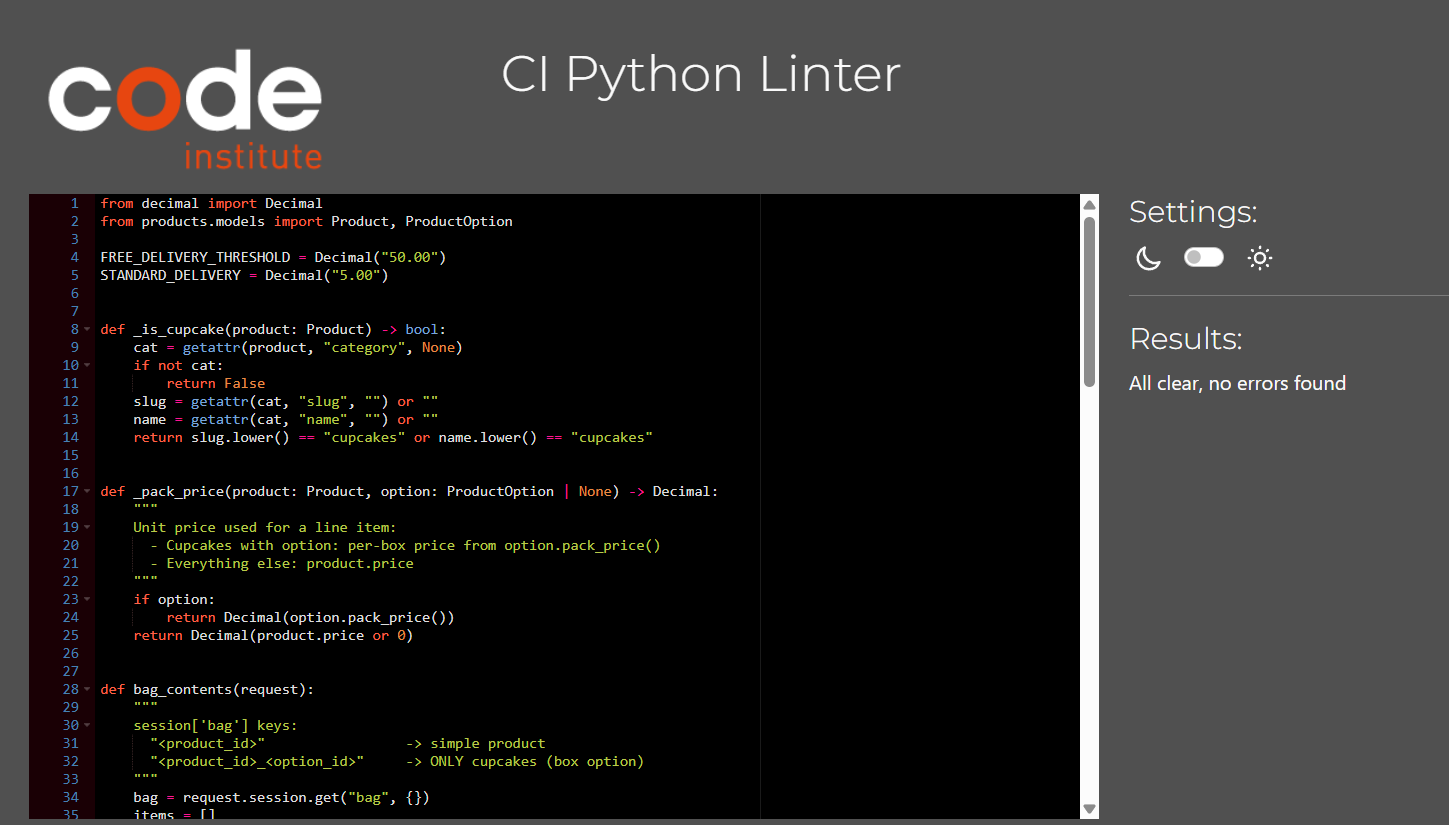 code
institute
CI Python Linter
1 from decimal import Decimal
2 from products.models import Product, ProductOption
3
4 FREE_DELIVERY_THRESHOLD = Decimal("50.00")
5 STANDARD_DELIVERY = Decimal("5.00")
6
7
8 def _is_cupcake(product: Product) -> bool:
9     cat = getattr(product, "category", None)
10     if not cat:
11         return False
12     slug = getattr(cat, "slug", "") or ""
13     name = getattr(cat, "name", "") or ""
14     return slug.lower() == "cupcakes" or name.lower() == "cupcakes"
15
16
17 def _pack_price(product: Product, option: ProductOption | None) -> Decimal:
18     """
19     Unit price used for a line item:
20       - Cupcakes with option: per-box price from option.pack_price()
21       - Everything else: product.price
22     """
23     if option:
24         return Decimal(option.pack_price())
25     return Decimal(product.price or 0)
26
27
28 def bag_contents(request):
29     """
30     session['bag'] keys:
31       "<product_id>"                 -> simple product
32       "<product_id>_<option_id>"     -> ONLY cupcakes (box option)
33     """
34     bag = request.session.get("bag", {})
35     items = []
Settings:
Results:
All clear, no errors found